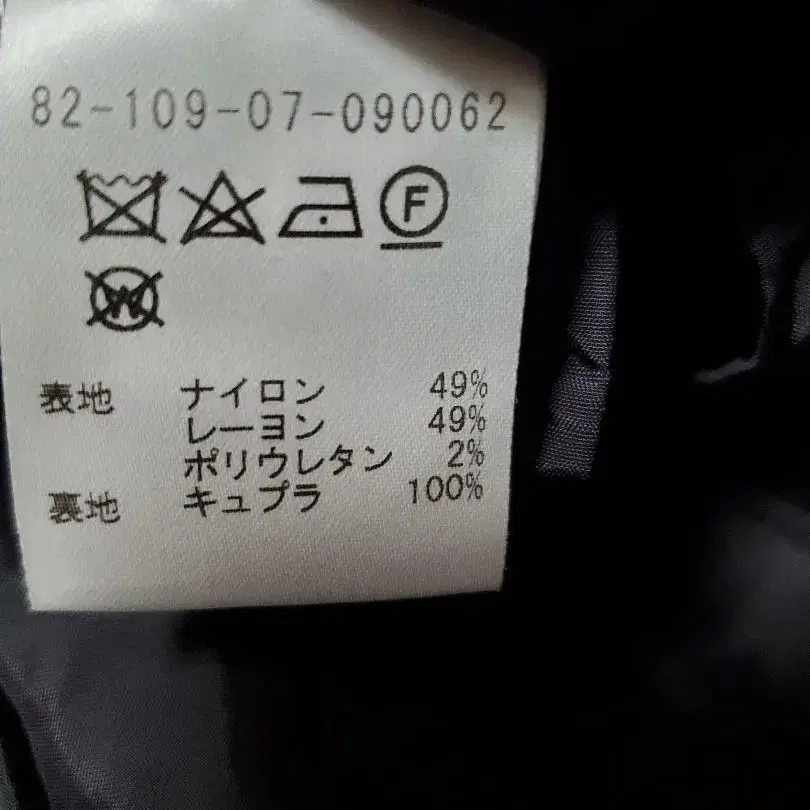 82-109-07-090062
F
W
表地 ナイロン 49%
レーヨン 49%
ポリウレタン 2%
裏地 キュプラ 100%